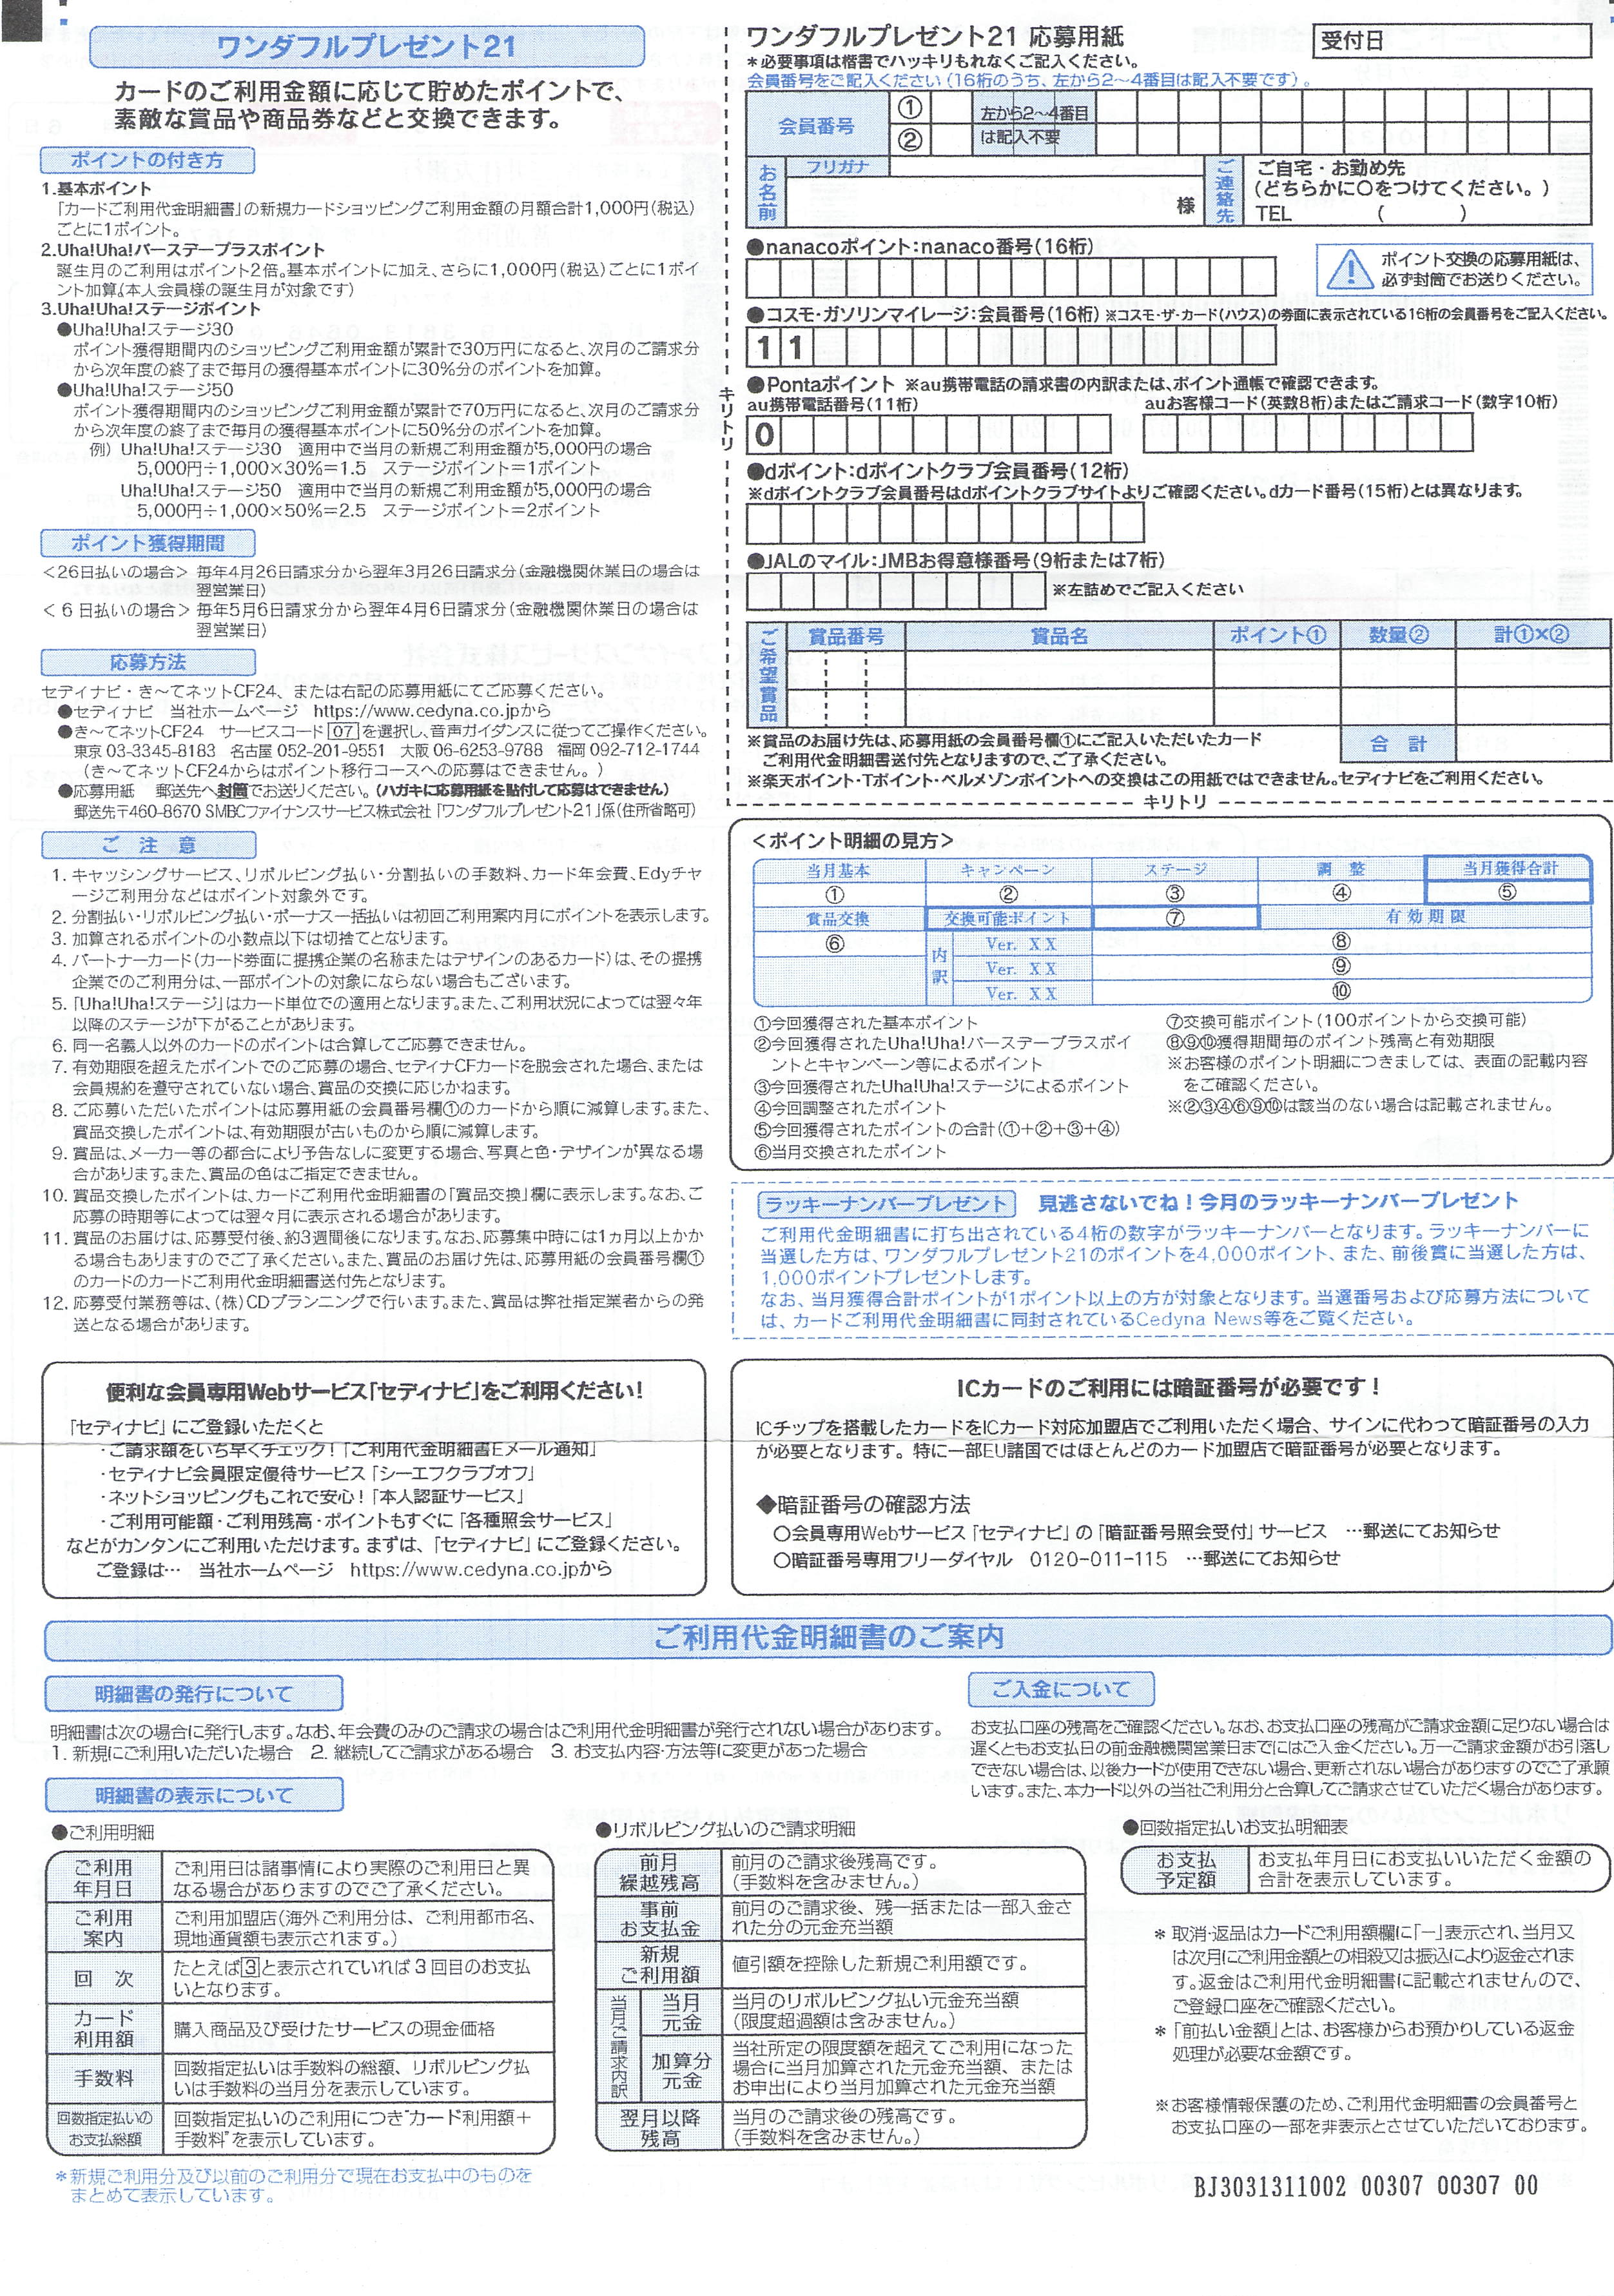 ワンダフルプレゼント21
カードのご利用金額に応じて貯めたポイントで、
素敵な賞品や商品券などと交換できます。
ポイントの付き方
1.基本ポイント
「カードご利用代金明細書」の新規カードショッピングご利用金額の月額合計1,000円(税込)
ごとに1ポイント。
2.Uha!Uha!バースデープラスポイント
誕生月のご利用はポイント2倍。基本ポイントに加え、さらに1,000円(税込)ごとに1ポイ
ント加算。(本人会員様の誕生月が対象です)
3.Uha!Uha!ステージポイント
●Uha!Uha!ステージ30
ポイント獲得期間内のショッピングご利用金額が累計で30万円になると、次月のご請求分
から次年度の終了まで毎月の獲得基本ポイントに30%分のポイントを加算。
●Uha!Uha!ステージ50
ポイント獲得期間内のショッピングご利用金額が累計で70万円になると、次月のご請求分
から次年度の終了まで毎月の獲得基本ポイントに50%分のポイントを加算。
例) Uha!Uha!ステージ30 適用中で当月の新規ご利用金額が5,000円の場合
5,000円÷1,000×30%=1.5 ステージポイント=1ポイント
Uha!Uha!ステージ50 適用中で当月の新規ご利用金額が5,000円の場合
5,000円÷1,000×50%=2.5 ステージポイント=2ポイント
ポイント獲得期間
<26日払いの場合> 毎年4月26日請求分から翌年3月26日請求分(金融機関休業日の場合は
翌営業日)
< 6 日払いの場合> 毎年5月6日請求分から翌年4月6日請求分(金融機関休業日の場合は
翌営業日)
応募方法
セディナビ・き〜てネットCF24、または右記の応募用紙にてご応募ください。
●セディナビ 当社ホームページ https://www.cedyna.co.jpから
●き〜てネットCF24 サービスコード 07 を選択し、音声ガイダンスに従ってご操作ください。
東京 03-3345-8183 名古屋 052-201-9551 大阪 06-6253-9788 福岡 092-712-1744
(き〜てネットCF24からはポイント移行コースへの応募はできません。)
●応募用紙 郵送先へ封筒でお送りください。(ハガキに応募用紙を貼付して応募はできません)
郵送先〒460-8670 SMBCファイナンスサービス株式会社「ワンダフルプレゼント21」係(住所省略可)
ご 注 意
1. キャッシングサービス、リボルビング払い・分割払いの手数料、カード年会費、Edyチャ
ージご利用分などはポイント対象外です。
2. 分割払い・リボルビング払い・ボーナス一括払いは初回ご利用案内月にポイントを表示します。
3. 加算されるポイントの小数点以下は切捨てとなります。
4. パートナーカード(カード券面に提携企業の名称またはデザインのあるカード)は、その提携
企業でのご利用分は、一部ポイントの対象にならない場合もございます。
5.「Uha!Uha!ステージ」はカード単位での適用となります。また、ご利用状況によっては翌々年
以降のステージが下がることがあります。
6. 同一名義人以外のカードのポイントは合算してご応募できません。
7. 有効期限を超えたポイントでのご応募の場合、セディナCFカードを脱会された場合、または
会員規約を遵守されていない場合、賞品の交換に応じかねます。
8. ご応募いただいたポイントは応募用紙の会員番号欄①のカードから順に減算します。また、
賞品交換したポイントは、有効期限が古いものから順に減算します。
9. 賞品は、メーカー等の都合により予告なしに変更する場合、写真と色・デザインが異なる場
合があります。また、賞品の色はご指定できません。
10. 賞品交換したポイントは、カードご利用代金明細書の「賞品交換」欄に表示します。なお、ご
応募の時期等によっては翌々月に表示される場合があります。
11. 賞品のお届けは、応募受付後、約3週間後になります。なお、応募集中時には1ヵ月以上かか
る場合もありますのでご了承ください。また、賞品のお届け先は、応募用紙の会員番号欄①
のカードのカードご利用代金明細書送付先となります。
12. 応募受付業務等は、(株)CDプランニングで行います。また、賞品は弊社指定業者からの発
送となる場合があります。
キリトリ
ワンダフルプレゼント21 応募用紙
受付日
*必要事項は楷書でハッキリもれなくご記入ください。
会員番号をご記入ください(16桁のうち、左から2〜4番目は記入不要です)。
会員番号
①
②
左から2〜4番目
は記入不要
お名前
フリガナ
様
ご連絡先
ご自宅・お勤め先
(どちらかに○をつけてください。)
TEL ( )
●nanacoポイント:nanaco番号(16桁)
ポイント交換の応募用紙は、
必ず封筒でお送りください。
●コスモ・ガソリンマイレージ:会員番号(16桁) ※コスモ・ザ・カード(ハウス)の券面に表示されている16桁の会員番号をご記入ください。
1 1
●Pontaポイント ※au携帯電話の請求書の内訳または、ポイント通帳で確認できます。
au携帯電話番号(11桁) auお客様コード(英数8桁)またはご請求コード(数字10桁)
0
●dポイント:dポイントクラブ会員番号(12桁)
※dポイントクラブ会員番号はdポイントクラブサイトよりご確認ください。dカード番号(15桁)とは異なります。
●JALのマイル:JMBお得意様番号(9桁または7桁)
※左詰めでご記入ください
ご希望賞品
賞品番号 賞品名 ポイント① 数量② 計①×②
合 計
※賞品のお届け先は、応募用紙の会員番号欄①にご記入いただいたカード
ご利用代金明細書送付先となりますので、ご了承ください。
※楽天ポイント・Tポイント・ベルメゾンポイントへの交換はこの用紙ではできません。セディナビをご利用ください。
キリトリ
<ポイント明細の見方>
当月基本 キャンペーン ステージ 調 整 当月獲得合計
① ② ③ ④ ⑤
賞品交換 交換可能ポイント ⑦ 有効期限
⑥ 内訳 Ver. XX ⑧
Ver. XX ⑨
Ver. XX ⑩
①今回獲得された基本ポイント
②今回獲得されたUha!Uha!バースデープラスポイ
ントとキャンペーン等によるポイント
③今回獲得されたUha!Uha!ステージによるポイント
④今回調整されたポイント
⑤今回獲得されたポイントの合計(①+②+③+④)
⑥当月交換されたポイント
⑦交換可能ポイント(100ポイントから交換可能)
⑧⑨⑩獲得期間毎のポイント残高と有効期限
※お客様のポイント明細につきましては、表面の記載内容
をご確認ください。
※②③④⑥⑨⑩は該当のない場合は記載されません。
ラッキーナンバープレゼント 見逃さないでね!今月のラッキーナンバープレゼント
ご利用代金明細書に打ち出されている4桁の数字がラッキーナンバーとなります。ラッキーナンバーに
当選した方は、ワンダフルプレゼント21のポイントを4,000ポイント、また、前後賞に当選した方は、
1,000ポイントプレゼントします。
なお、当月獲得合計ポイントが1ポイント以上の方が対象となります。当選番号および応募方法について
は、カードご利用代金明細書に同封されているCedyna News等をご覧ください。
便利な会員専用Webサービス「セディナビ」をご利用ください!
「セディナビ」にご登録いただくと
・ご請求額をいち早くチェック!「ご利用代金明細書Eメール通知」
・セディナビ会員限定優待サービス「シーエフクラブオフ」
・ネットショッピングもこれで安心!「本人認証サービス」
・ご利用可能額・ご利用残高・ポイントもすぐに「各種照会サービス」
などがカンタンにご利用いただけます。まずは、「セディナビ」にご登録ください。
ご登録は… 当社ホームページ https://www.cedyna.co.jpから
ICカードのご利用には暗証番号が必要です!
ICチップを搭載したカードをICカード対応加盟店でご利用いただく場合、サインに代わって暗証番号の入力
が必要となります。特に一部EU諸国ではほとんどのカード加盟店で暗証番号が必要となります。
◆暗証番号の確認方法
○会員専用Webサービス「セディナビ」の「暗証番号照会受付」サービス …郵送にてお知らせ
○暗証番号専用フリーダイヤル 0120-011-115 …郵送にてお知らせ
ご利用代金明細書のご案内
明細書の発行について
明細書は次の場合に発行します。なお、年会費のみのご請求の場合はご利用代金明細書が発行されない場合があります。
1. 新規にご利用いただいた場合 2. 継続してご請求がある場合 3. お支払内容・方法等に変更があった場合
ご入金について
お支払口座の残高をご確認ください。なお、お支払口座の残高がご請求金額に足りない場合は
遅くともお支払日の前金融機関営業日までにはご入金ください。万一ご請求金額がお引落し
できない場合は、以後カードが使用できない場合、更新されない場合がありますのでご了承願
います。また、本カード以外の当社ご利用分と合算してご請求させていただく場合があります。
明細書の表示について
●ご利用明細
ご利用年月日 ご利用日は諸事情により実際のご利用日と異
なる場合がありますのでご了承ください。
ご利用案内 ご利用加盟店(海外ご利用分は、ご利用都市名、
現地通貨額も表示されます。)
回 次 たとえば3と表示されていれば3回目のお支払
いとなります。
カード利用額 購入商品及び受けたサービスの現金価格
手数料 回数指定払いは手数料の総額、リボルビング払
いは手数料の当月分を表示しています。
回数指定払いのお支払総額 回数指定払いのご利用につき"カード利用額+
手数料"を表示しています。
*新規ご利用分及び以前のご利用分で現在お支払中のものを
まとめて表示しています。
●リボルビング払いのご請求明細
前月繰越残高 前月のご請求後残高です。
(手数料を含みません。)
事前お支払金 前月のご請求後、残一括または一部入金さ
れた分の元金充当額
新規ご利用額 値引額を控除した新規ご利用額です。
当月ご請求内訳
当月元金 当月のリボルビング払い元金充当額
(限度超過額は含みません。)
加算分元金 当社所定の限度額を超えてご利用になった
場合に当月加算された元金充当額、または
お申出により当月加算された元金充当額
翌月以降残高 当月のご請求後の残高です。
(手数料を含みません。)
●回数指定払いお支払明細表
お支払予定額 お支払年月日にお支払いいただく金額の
合計を表示しています。
* 取消・返品はカードご利用額欄に「−」表示され、当月又
は次月にご利用金額との相殺又は振込により返金されま
す。返金はご利用代金明細書に記載されませんので、
ご登録口座をご確認ください。
* 「前払い金額」とは、お客様からお預かりしている返金
処理が必要な金額です。
※お客様情報保護のため、ご利用代金明細書の会員番号と
お支払口座の一部を非表示とさせていただいております。
BJ3031311002 00307 00307 00